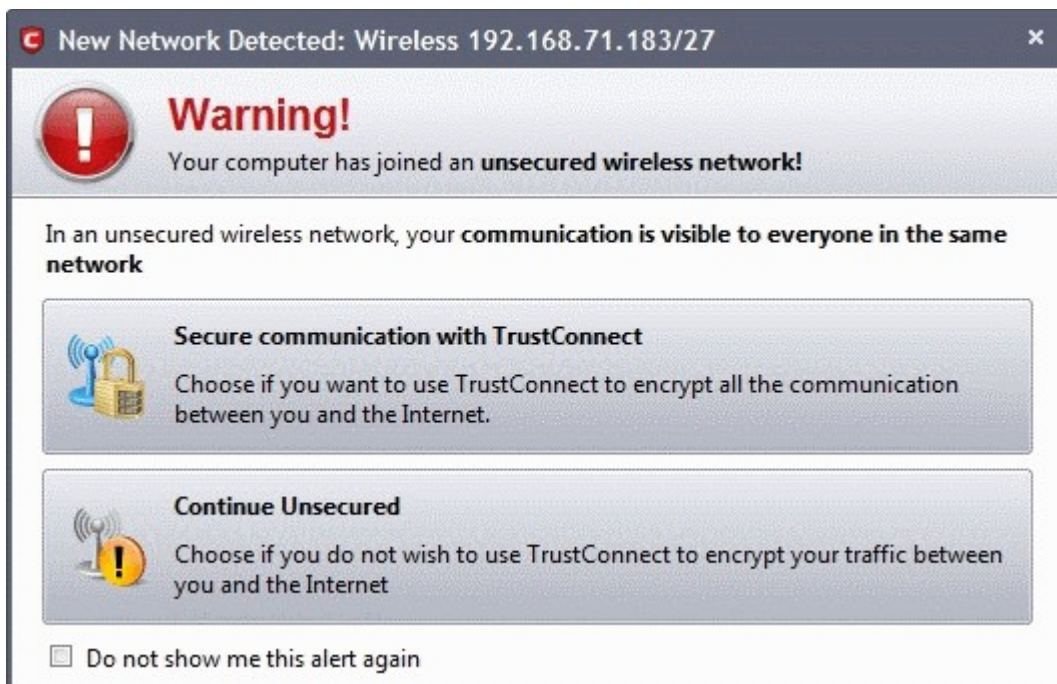 New Network Detected: Wireless 192.168.71.183/27
Warning!
Your computer has joined an unsecured wireless network!
In an unsecured wireless network, your communication is visible to everyone in the same
network
Secure communication with TrustConnect
Choose if you want to use TrustConnect to encrypt all the communication
between you and the Internet.
Continue Unsecured
Choose if you do not wish to use TrustConnect to encrypt your traffic between
you and the Internet
Do not show me this alert again